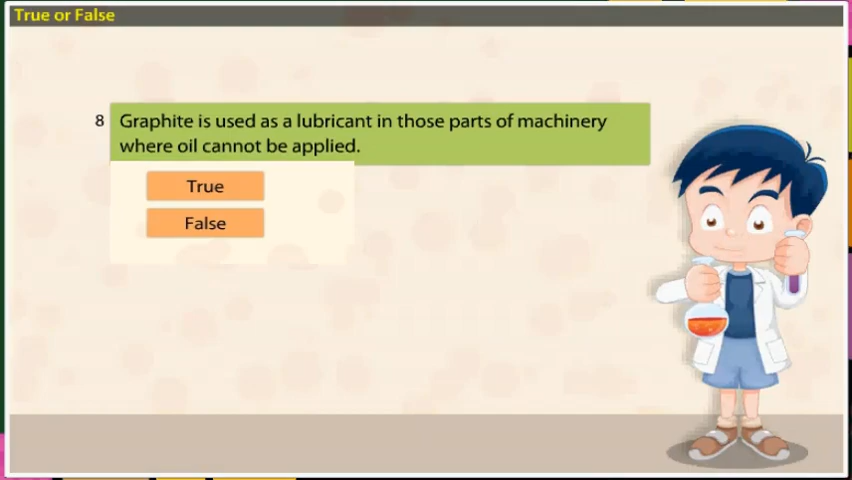 True or False
8 Graphite is used as a lubricant in those parts of machinery
where oil cannot be applied.
True
False